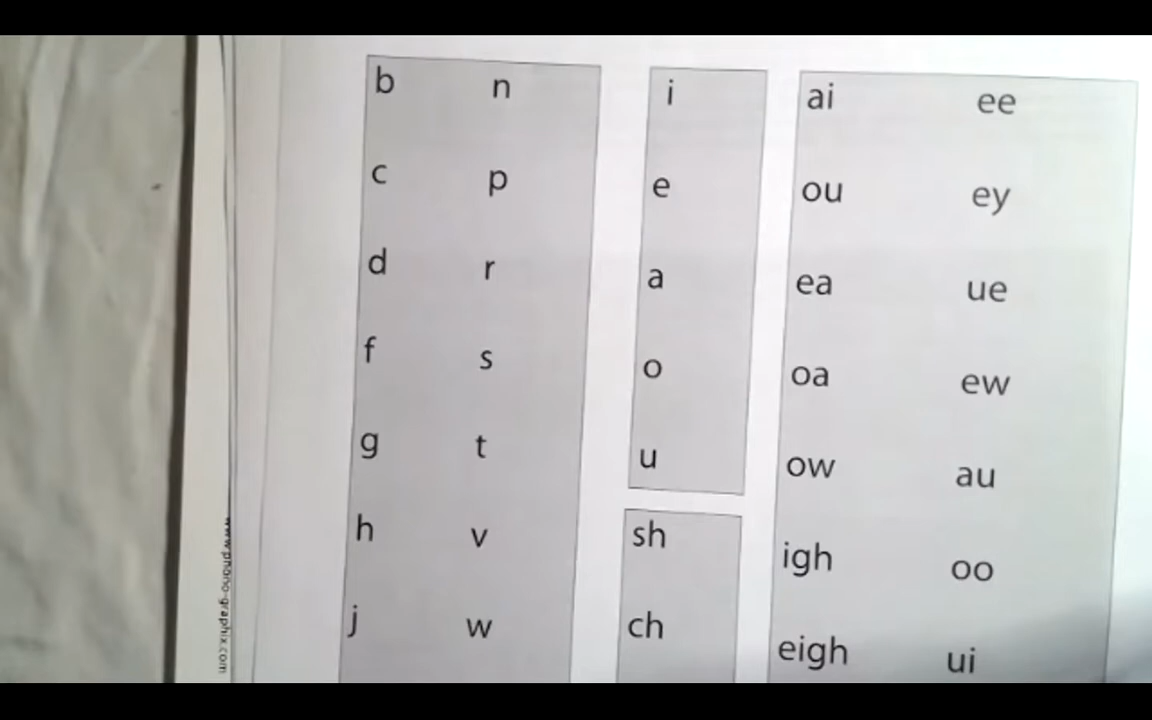 b n
c p
d r
f s
g t
h v
j w
i
e
a
o
u
sh
ch
ai ee
ou ey
ea ue
oa ew
ow au
igh oo
eigh ui
www.phono-graphix.com